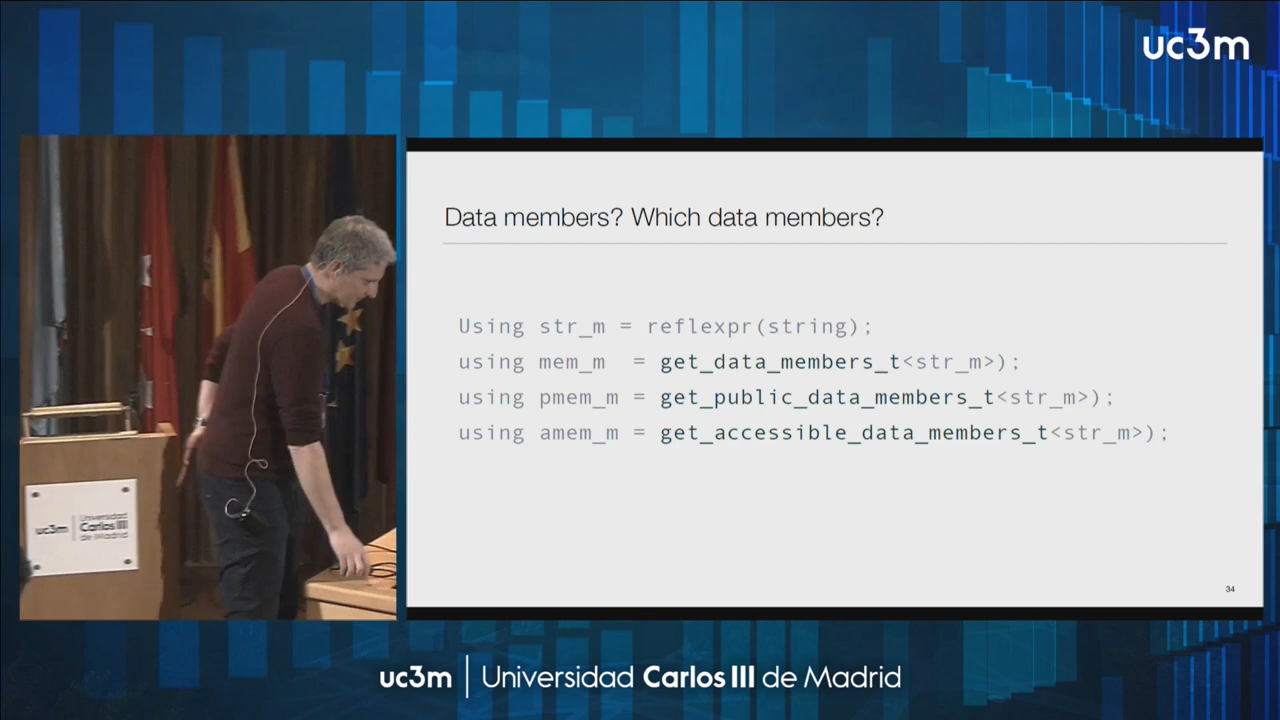 uc3m
Data members? Which data members?
Using str_m = reflexpr(string);
using mem_m = get_data_members_t<str_m>);
using pmem_m = get_public_data_members_t<str_m>);
using amem_m = get_accessible_data_members_t<str_m>);
34
uc3m | Universidad
Carlos III
de Madrid
uc3m | Universidad Carlos III de Madrid